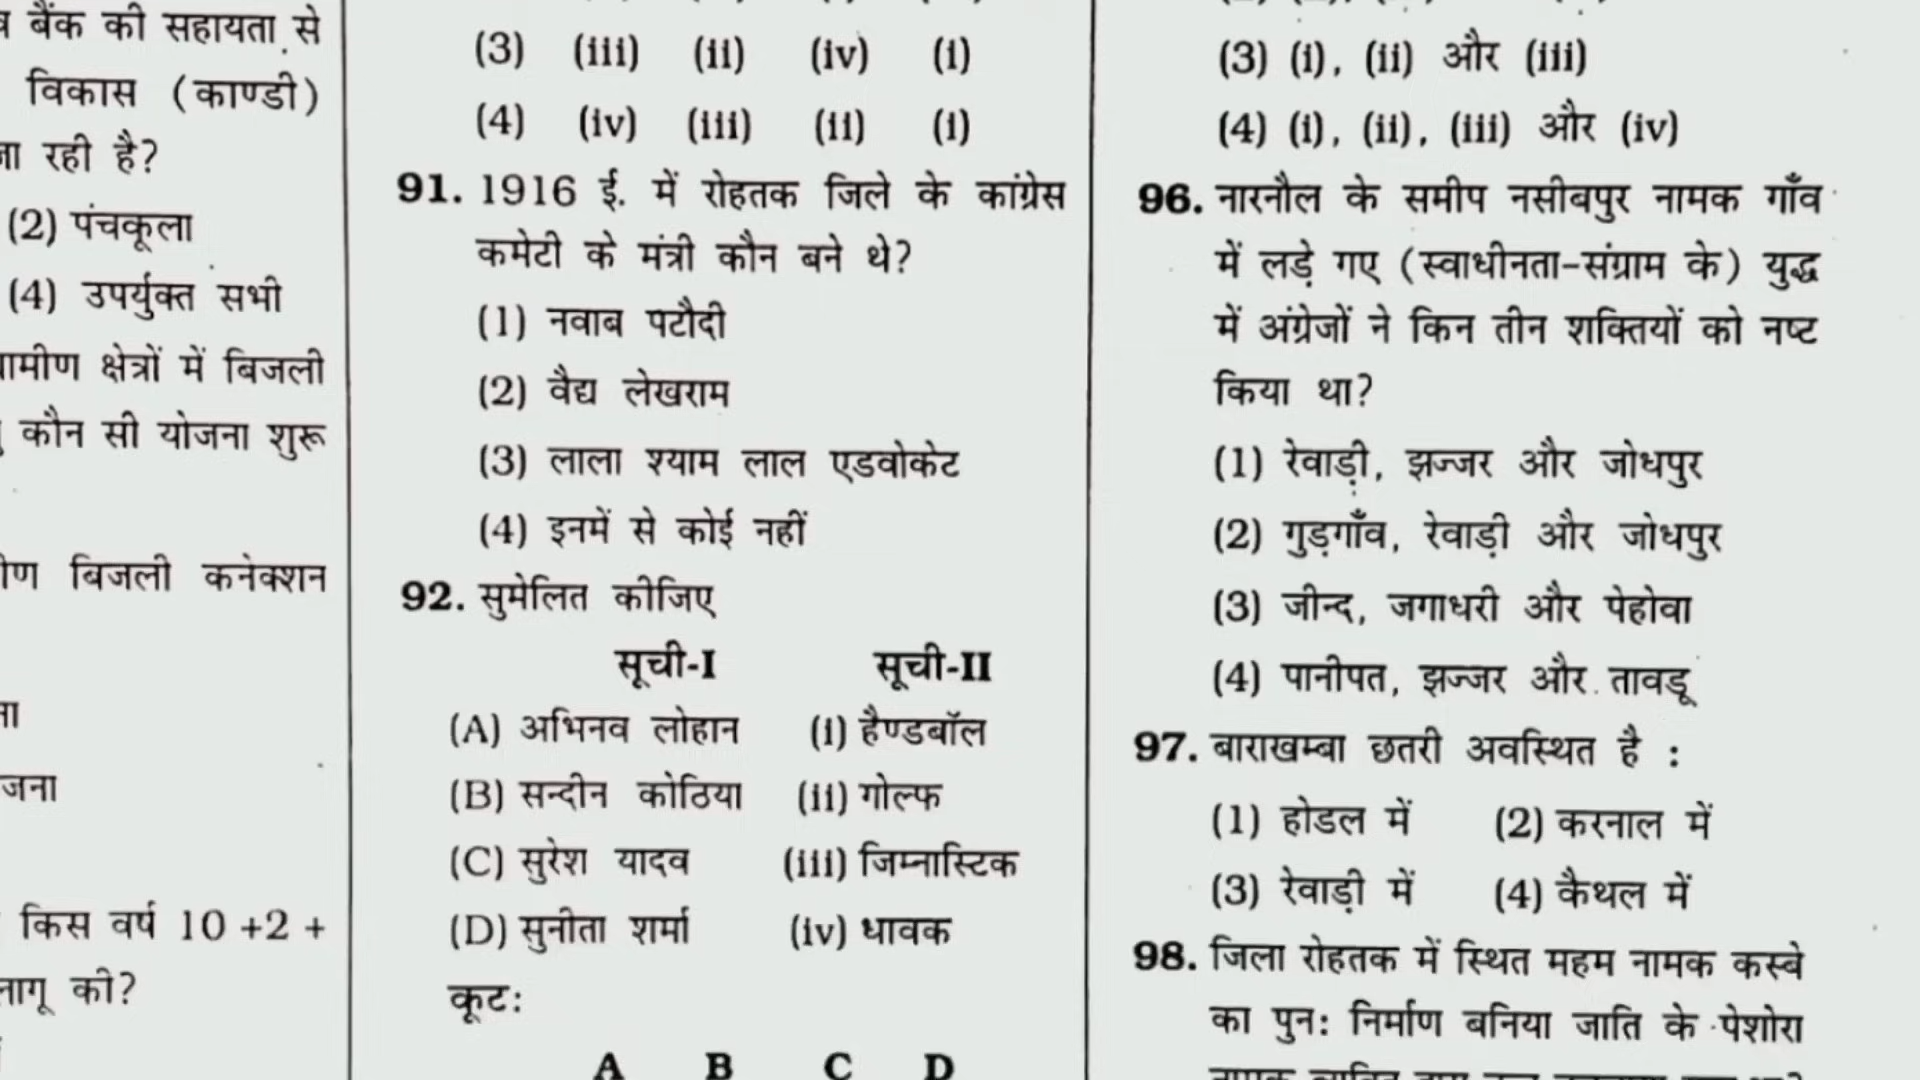 बैंक की सहायता से
विकास (काण्डी)
रही है?
(2) पंचकूला
(4) उपर्युक्त सभी
क्षेत्रों में बिजली
कौन सी योजना शुरू
बिजली कनेक्शन
किस वर्ष 10 +2 +
की?
(3) (iii) (ii) (iv) (i)
(4) (iv) (iii) (ii) (i)
91. 1916 ई. में रोहतक जिले के कांग्रेस
कमेटी के मंत्री कौन बने थे?
(1) नवाब पटौदी
(2) वैद्य लेखराम
(3) लाला श्याम लाल एडवोकेट
(4) इनमें से कोई नहीं
92. सुमेलित कीजिए
सूची-I सूची-II
(A) अभिनव लोहान (i) हैण्डबॉल
(B) सन्दीन कोठिया (ii) गोल्फ
(C) सुरेश यादव (iii) जिम्नास्टिक
(D) सुनीता शर्मा (iv) धावक
कूट:
A B C D
(3) (i), (ii) और (iii)
(4) (i), (ii), (iii) और (iv)
96. नारनौल के समीप नसीबपुर नामक गाँव
में लड़े गए (स्वाधीनता-संग्राम के) युद्ध
में अंग्रेजों ने किन तीन शक्तियों को नष्ट
किया था?
(1) रेवाड़ी, झज्जर और जोधपुर
(2) गुड़गाँव, रेवाड़ी और जोधपुर
(3) जीन्द, जगाधरी और पेहोवा
(4) पानीपत, झज्जर और तावडू
97. बाराखम्बा छतरी अवस्थित है :
(1) होडल में (2) करनाल में
(3) रेवाड़ी में (4) कैथल में
98. जिला रोहतक में स्थित महम नामक कस्बे
का पुन: निर्माण बनिया जाति के पेशोरा